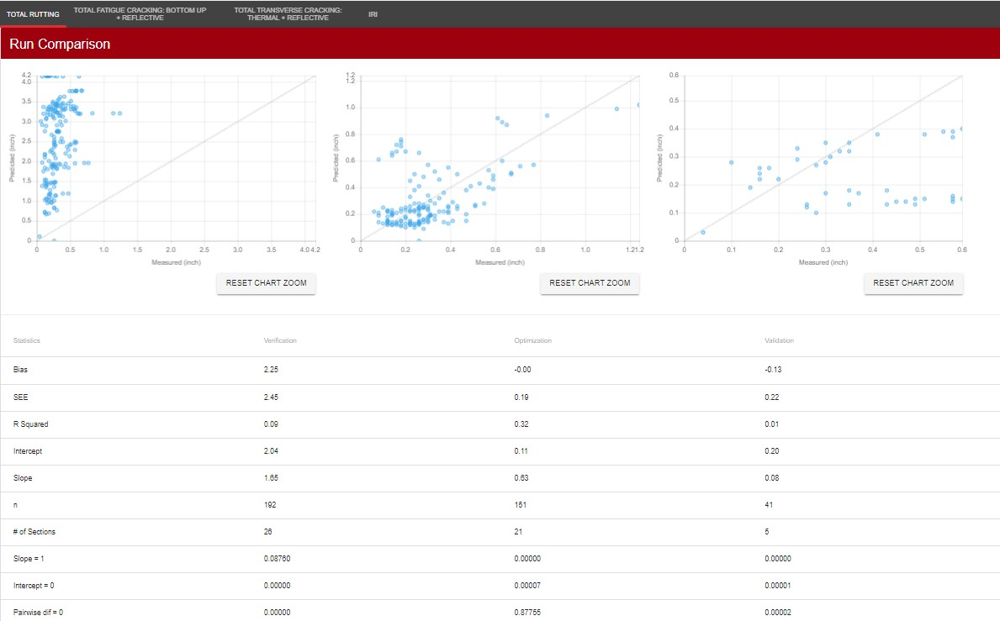 TOTAL RUTTING
TOTAL FATIGUE CRACKING: BOTTOM UP
+ REFLECTIVE
TOTAL TRANSVERSE CRACKING:
THERMAL + REFLECTIVE
IRI
Run Comparison
4.2
4.0
3.5
3.0
2.5
2.0
1.5
1.0
0.5
0
Predicted (inch)
0 0.5 1.0 1.5 2.0 2.5 3.0 3.5 4.0 4.2
Measured (inch)
RESET CHART ZOOM
1.2
1.2
1.0
0.8
0.6
0.4
0.2
0
Predicted (inch)
0 0.2 0.4 0.6 0.8 1.0 1.21.2
Measured (inch)
RESET CHART ZOOM
0.6
0.5
0.4
0.3
0.2
0.1
0
Predicted (inch)
0 0.1 0.2 0.3 0.4 0.5 0.6
Measured (inch)
RESET CHART ZOOM
Statistics Verification Optimization Validation
Bias 2.25 -0.00 -0.13
SEE 2.45 0.19 0.22
R Squared 0.09 0.32 0.01
Intercept 2.04 0.11 0.20
Slope 1.65 0.63 0.08
n 192 151 41
# of Sections 26 21 5
Slope = 1 0.08760 0.00000 0.00000
Intercept = 0 0.00000 0.00007 0.00001
Pairwise dif = 0 0.00000 0.87755 0.00002